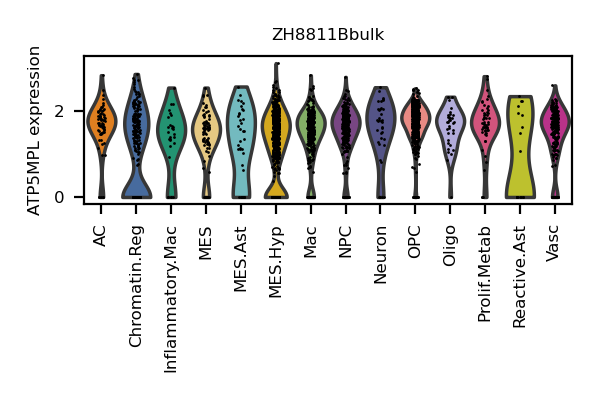 ZH8811Bbulk
ATP5MPL expression
2
0
AC
Chromatin.Reg
Inflammatory.Mac
MES
MES.Ast
MES.Hyp
Mac
NPC
Neuron
OPC
Oligo
Prolif.Metab
Reactive.Ast
Vasc